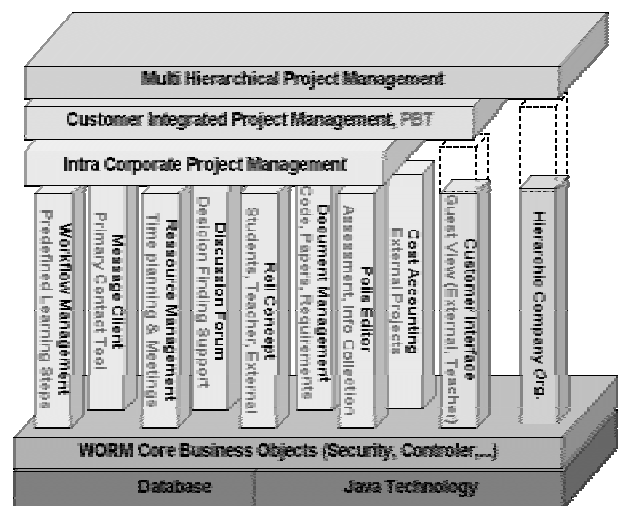 Multi Hierarchical Project Management
Customer Integrated Project Management, PBT
Intra Corporate Project Management
Workflow Management
Predefined Learning Steps
Message Client
Primary Contact Tool
Ressource Management
Time planning & Meetings
Discussion Forum
Desicion Finding Support
Roll Concept
Students, Teacher, External
Document Management
Code, Papers, Requirements
Polls Editor
Assessment, Info Collection
Cost Accounting
External Projects
Customer Interface
Guest View (External, Teacher)
Hierarchic Company Org.
WORM Core Business Objects (Security, Controler,...)
Database
Java Technology